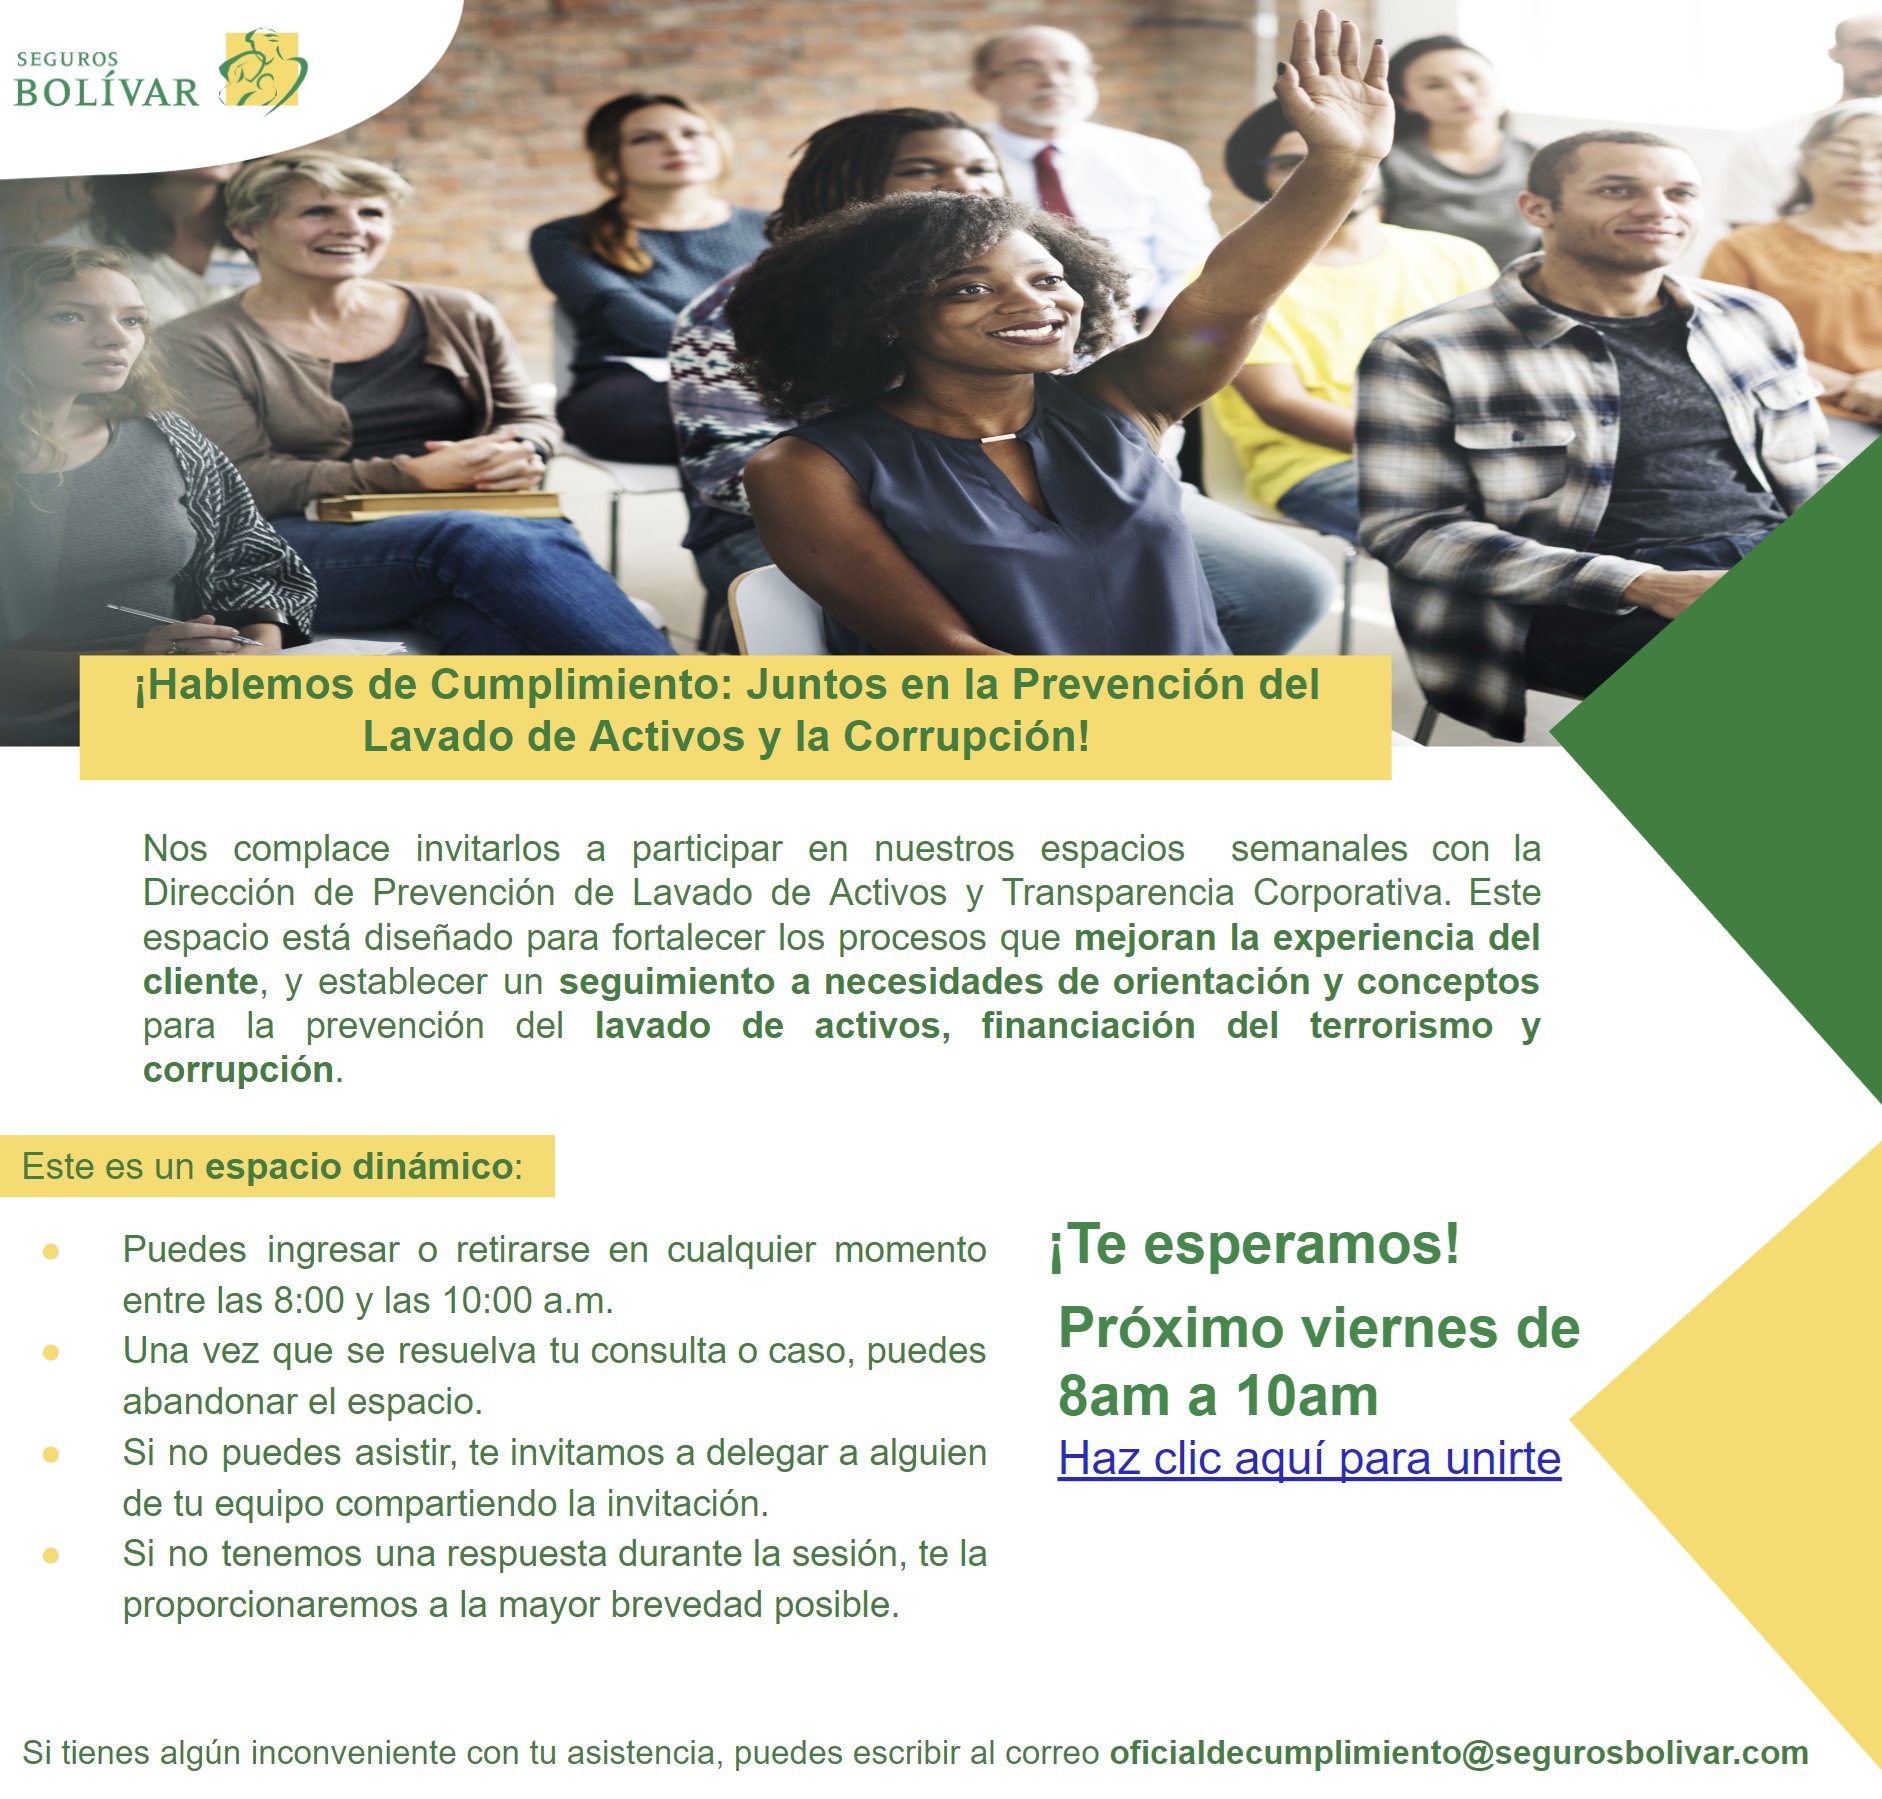 SEGUROS
BOLÍVAR
¡Hablemos de Cumplimiento: Juntos en la Prevención del
Lavado de Activos y la Corrupción!
Nos complace invitarlos a participar en nuestros espacios semanales con la
Dirección de Prevención de Lavado de Activos y Transparencia Corporativa. Este
espacio está diseñado para fortalecer los procesos que mejoran la experiencia del
cliente, y establecer un seguimiento a necesidades de orientación y conceptos
para la prevención del lavado de activos, financiación del terrorismo y
corrupción.
Este es un espacio dinámico:
● Puedes ingresar o retirarse en cualquier momento
entre las 8:00 y las 10:00 a.m.
● Una vez que se resuelva tu consulta o caso, puedes
abandonar el espacio.
● Si no puedes asistir, te invitamos a delegar a alguien
de tu equipo compartiendo la invitación.
● Si no tenemos una respuesta durante la sesión, te la
proporcionaremos a la mayor brevedad posible.
¡Te esperamos!
Próximo viernes de
8am a 10am
Haz clic aquí para unirte
Si tienes algún inconveniente con tu asistencia, puedes escribir al correo oficialdecumplimiento@segurosbolivar.com